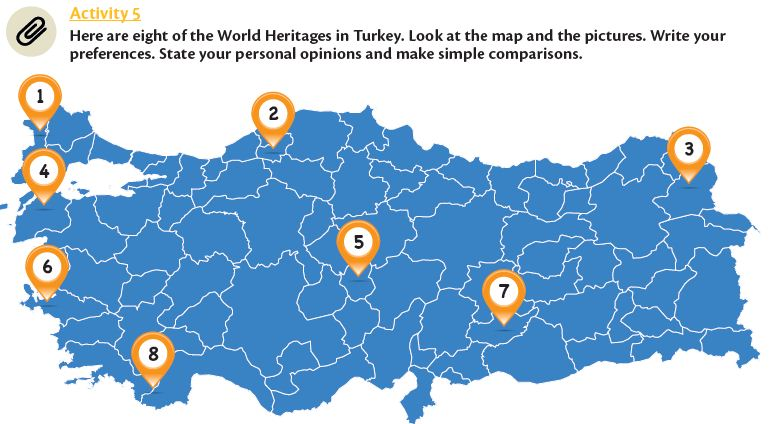 Activity 5
Here are eight of the World Heritages in Turkey. Look at the map and the pictures. Write your
preferences. State your personal opinions and make simple comparisons.
1
2
3
4
5
6
7
8